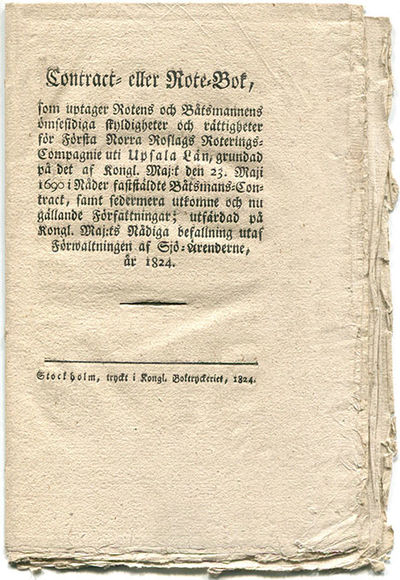 Contract- eller Rote-Bok,
som uptager Rotens och Båtsmannens
ömsesidiga skyldigheter och rättigheter
för Första Norra Roslags Roterings-
Compagnie uti Upsala Län, grundad
på det af Kongl. Maj:t den 23. Maji
1690 i Nåder faststäldte Båtsmans-Con-
tract, samt sedermera utkomne och nu
gällande Författningar; utfärdad på
Kongl. Maj:ts Nådiga befallning utaf
Förwaltningen af Sjö-Ärenderne,
år 1824.
Stockholm, tryckt i Kongl. Boktryckeriet, 1824.